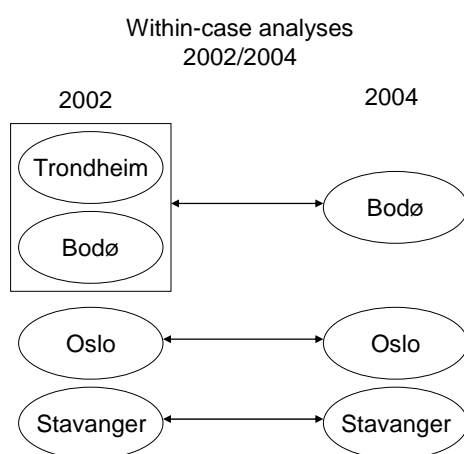 Within-case analyses
2002/2004
2002
2004
Trondheim
Bodø
Bodø
Oslo
Oslo
Stavanger
Stavanger